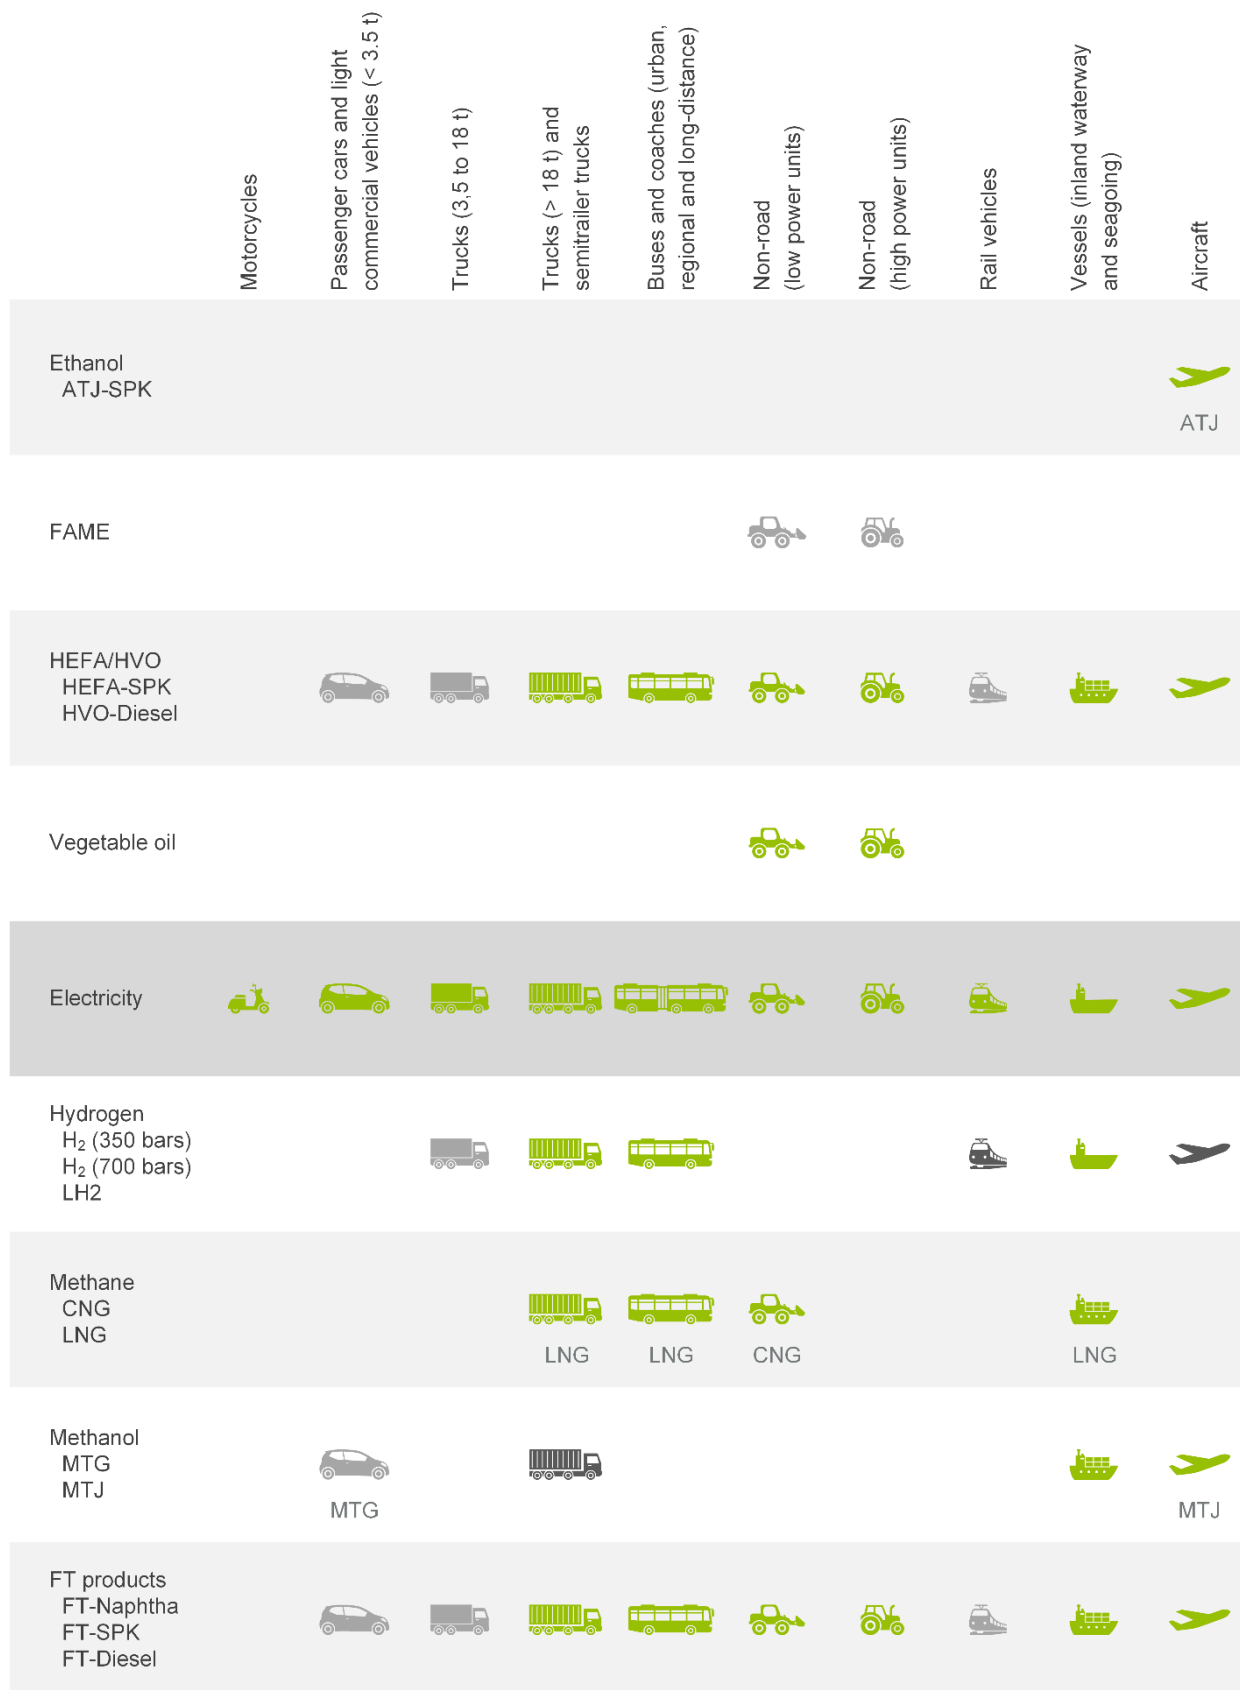 Motorcycles
Passenger cars and light
commercial vehicles (< 3.5 t)
Trucks (3,5 to 18 t)
Trucks (> 18 t) and
semitrailer trucks
Buses and coaches (urban,
regional and long-distance)
Non-road
(low power units)
Non-road
(high power units)
Rail vehicles
Vessels (inland waterway
and seagoing)
Aircraft
Ethanol
ATJ-SPK
ATJ
FAME
HEFA/HVO
HEFA-SPK
HVO-Diesel
Vegetable oil
Electricity
Hydrogen
H₂ (350 bars)
H₂ (700 bars)
LH2
Methane
CNG
LNG
LNG LNG CNG LNG
Methanol
MTG
MTJ
MTG MTJ
FT products
FT-Naphtha
FT-SPK
FT-Diesel